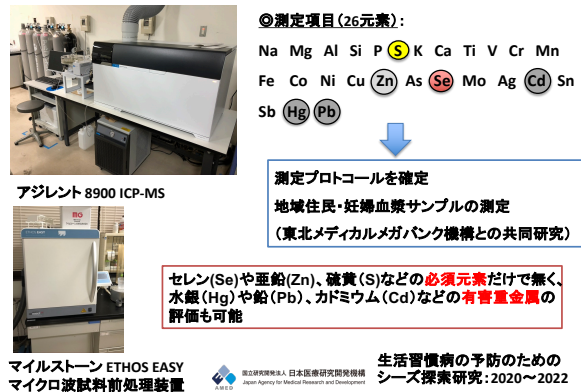 ◎測定項目(26元素):
Na Mg Al Si P S K Ca Ti V Cr Mn
Fe Co Ni Cu Zn As Se Mo Ag Cd Sn
Sb Hg Pb
アジレント 8900 ICP-MS
測定プロトコールを確定
地域住民・妊婦血漿サンプルの測定
(東北メディカルメガバンク機構との共同研究)
セレン(Se)や亜鉛(Zn)、硫黄(S)などの必須元素だけで無く、
水銀(Hg)や鉛(Pb)、カドミウム(Cd)などの有害重金属の
評価も可能
マイルストーン ETHOS EASY
マイクロ波試料前処理装置
AMED
国立研究開発法人 日本医療研究開発機構
Japan Agency for Medical Research and Development
生活習慣病の予防のための
シーズ探索研究:2020~2022